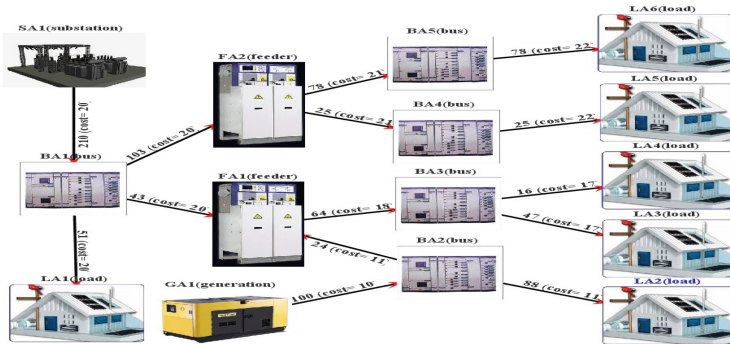 LA6(load)
SA1(substation)
BA5(bus)
FA2(feeder)
78 (cost= 22
78 (cost= 21
LA5(load)
BA4(bus)
25 (cost= 21
25 (cost= 22
210 (cost= 20
103 (cost= 20
LA4(load)
BA1(bus)
FA1(feeder)
BA3(bus)
16 (cost= 17
43 (cost= 20
64 (cost= 18
LA3(load)
47 (cost= 17
51 (cost= 20
24 (cost= 11
BA2(bus)
LA1(load)
GA1(generation)
LA2(load)
88 (cost= 11
100 (cost= 10